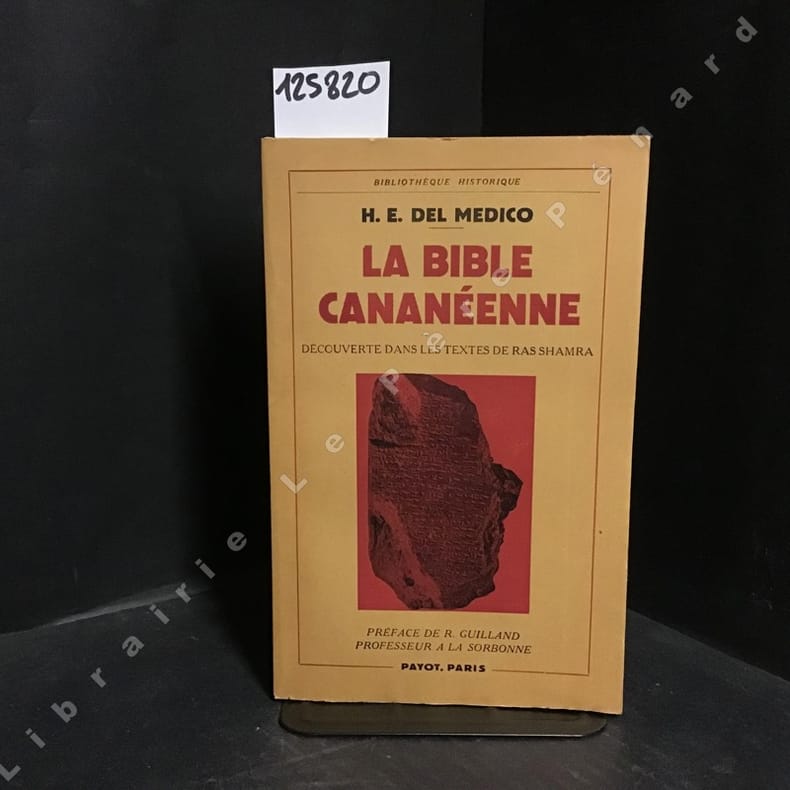 125820
BIBLIOTHÈQUE HISTORIQUE
H. E. DEL MEDICO
LA BIBLE
CANANÉENNE
DÉCOUVERTE DANS LES TEXTES DE RAS SHAMRA
PRÉFACE DE R. GUILLAND
PROFESSEUR A LA SORBONNE
PAYOT, PARIS
Librairie Le Père Pénard